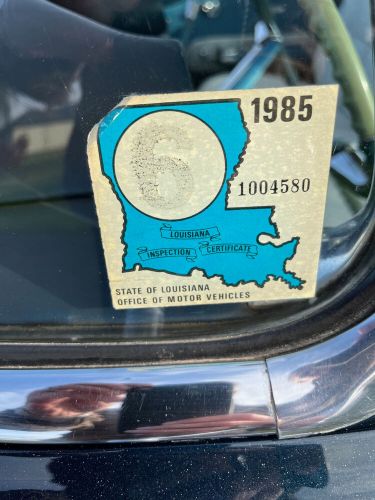 1985
6
1004580
LOUISIANA
INSPECTION CERTIFICATE
STATE OF LOUISIANA
OFFICE OF MOTOR VEHICLES